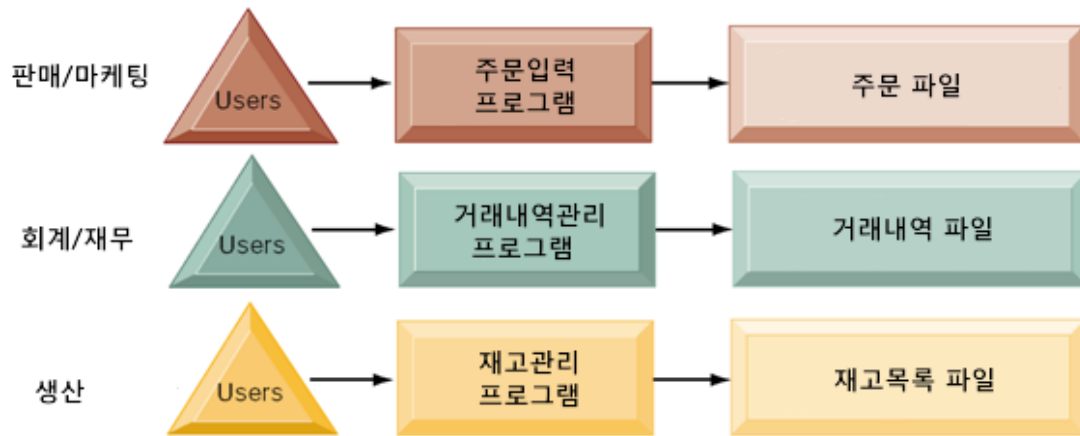 판매/마케팅
Users
주문입력
프로그램
주문 파일
회계/재무
Users
거래내역관리
프로그램
거래내역 파일
생산
Users
재고관리
프로그램
재고목록 파일